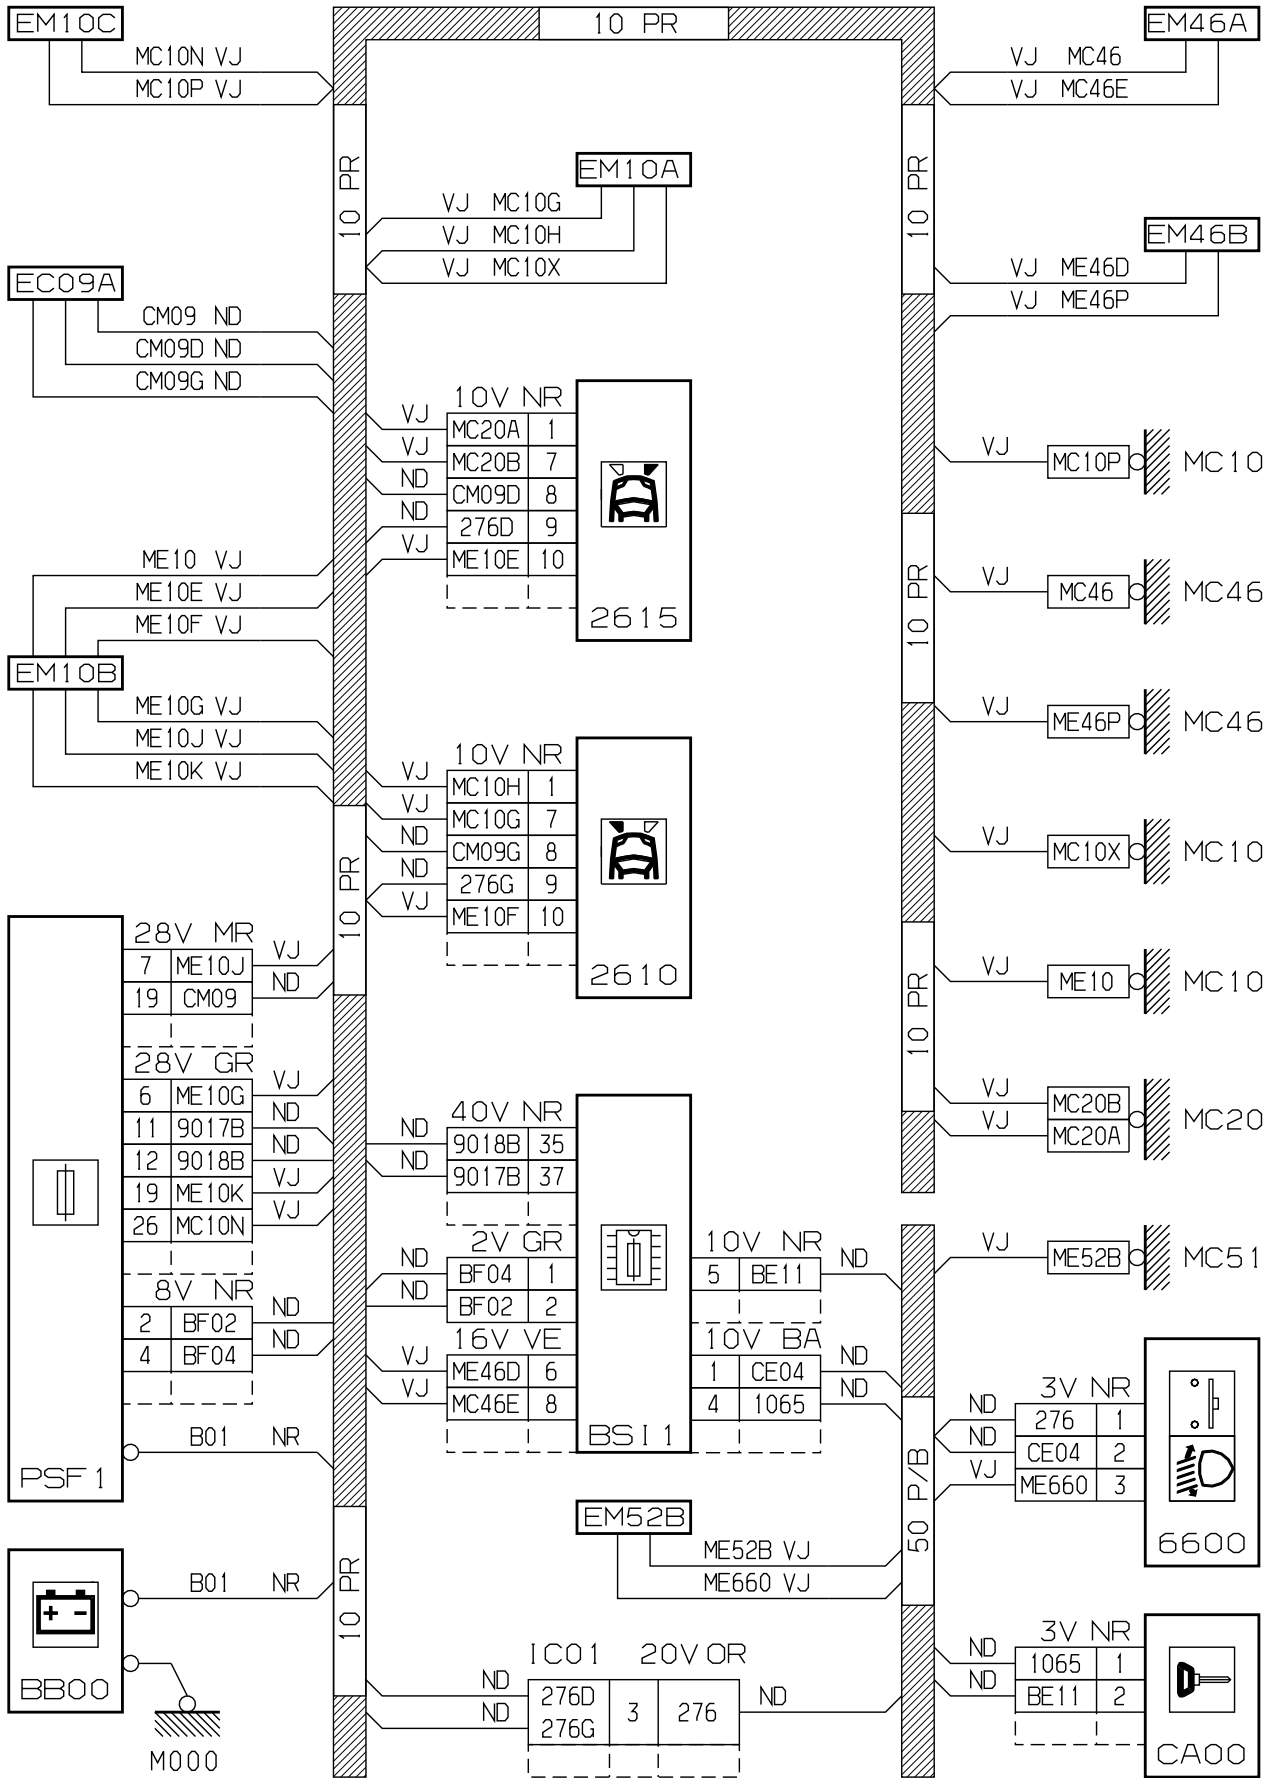 EM10C
MC10N VJ
MC10P VJ
10 PR
EM46A
VJ MC46
VJ MC46E
10 PR
EM10A
VJ MC10G
VJ MC10H
VJ MC10X
10 PR
EM46B
VJ ME46D
VJ ME46P
EC09A
CM09 ND
CM09D ND
CM09G ND
10V NR
VJ MC20A 1
VJ MC20B 7
ND CM09D 8
ND 276D 9
VJ ME10E 10
2615
VJ MC10P MC10
10 PR
VJ MC46 MC46
ME10 VJ
ME10E VJ
ME10F VJ
EM10B
ME10G VJ
ME10J VJ
ME10K VJ
VJ ME46P MC46
10V NR
VJ MC10H 1
VJ MC10G 7
ND CM09G 8
ND 276G 9
VJ ME10F 10
2610
VJ MC10X MC10
10 PR
28V MR
7 ME10J VJ
19 CM09 ND
VJ ME10 MC10
10 PR
28V GR
6 ME10G VJ
11 9017B ND
12 9018B ND
19 ME10K VJ
26 MC10N VJ
40V NR
ND 9018B 35
ND 9017B 37
VJ MC20B
VJ MC20A
MC20
8V NR
2 BF02 ND
4 BF04 ND
2V GR
ND BF04 1
ND BF02 2
16V VE
VJ ME46D 6
VJ MC46E 8
BSI1
10V NR
5 BE11 ND
10V BA
1 CE04 ND
4 1065 ND
VJ ME52B MC51
B01 NR
PSF1
3V NR
ND 276 1
ND CE04 2
VJ ME660 3
6600
50 P/B
EM52B
ME52B VJ
ME660 VJ
B01 NR
+ -
BB00
M000
10 PR
IC01 20V OR
ND 276D
ND 276G
3 276 ND
3V NR
ND 1065 1
ND BE11 2
CA00